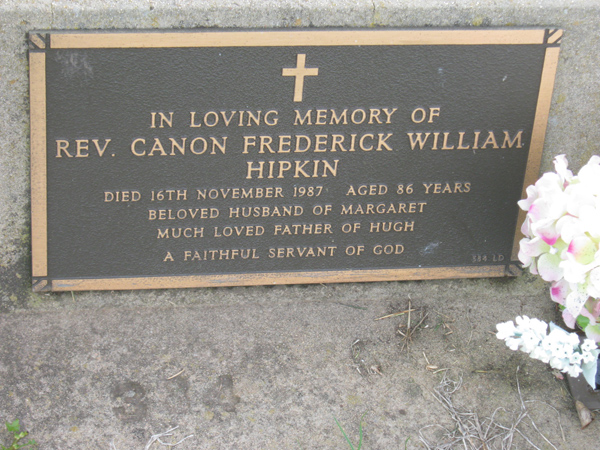 IN LOVING MEMORY OF
REV. CANON FREDERICK WILLIAM
HIPKIN
DIED 16TH NOVEMBER 1987 AGED 86 YEARS
BELOVED HUSBAND OF MARGARET
MUCH LOVED FATHER OF HUGH
A FAITHFUL SERVANT OF GOD